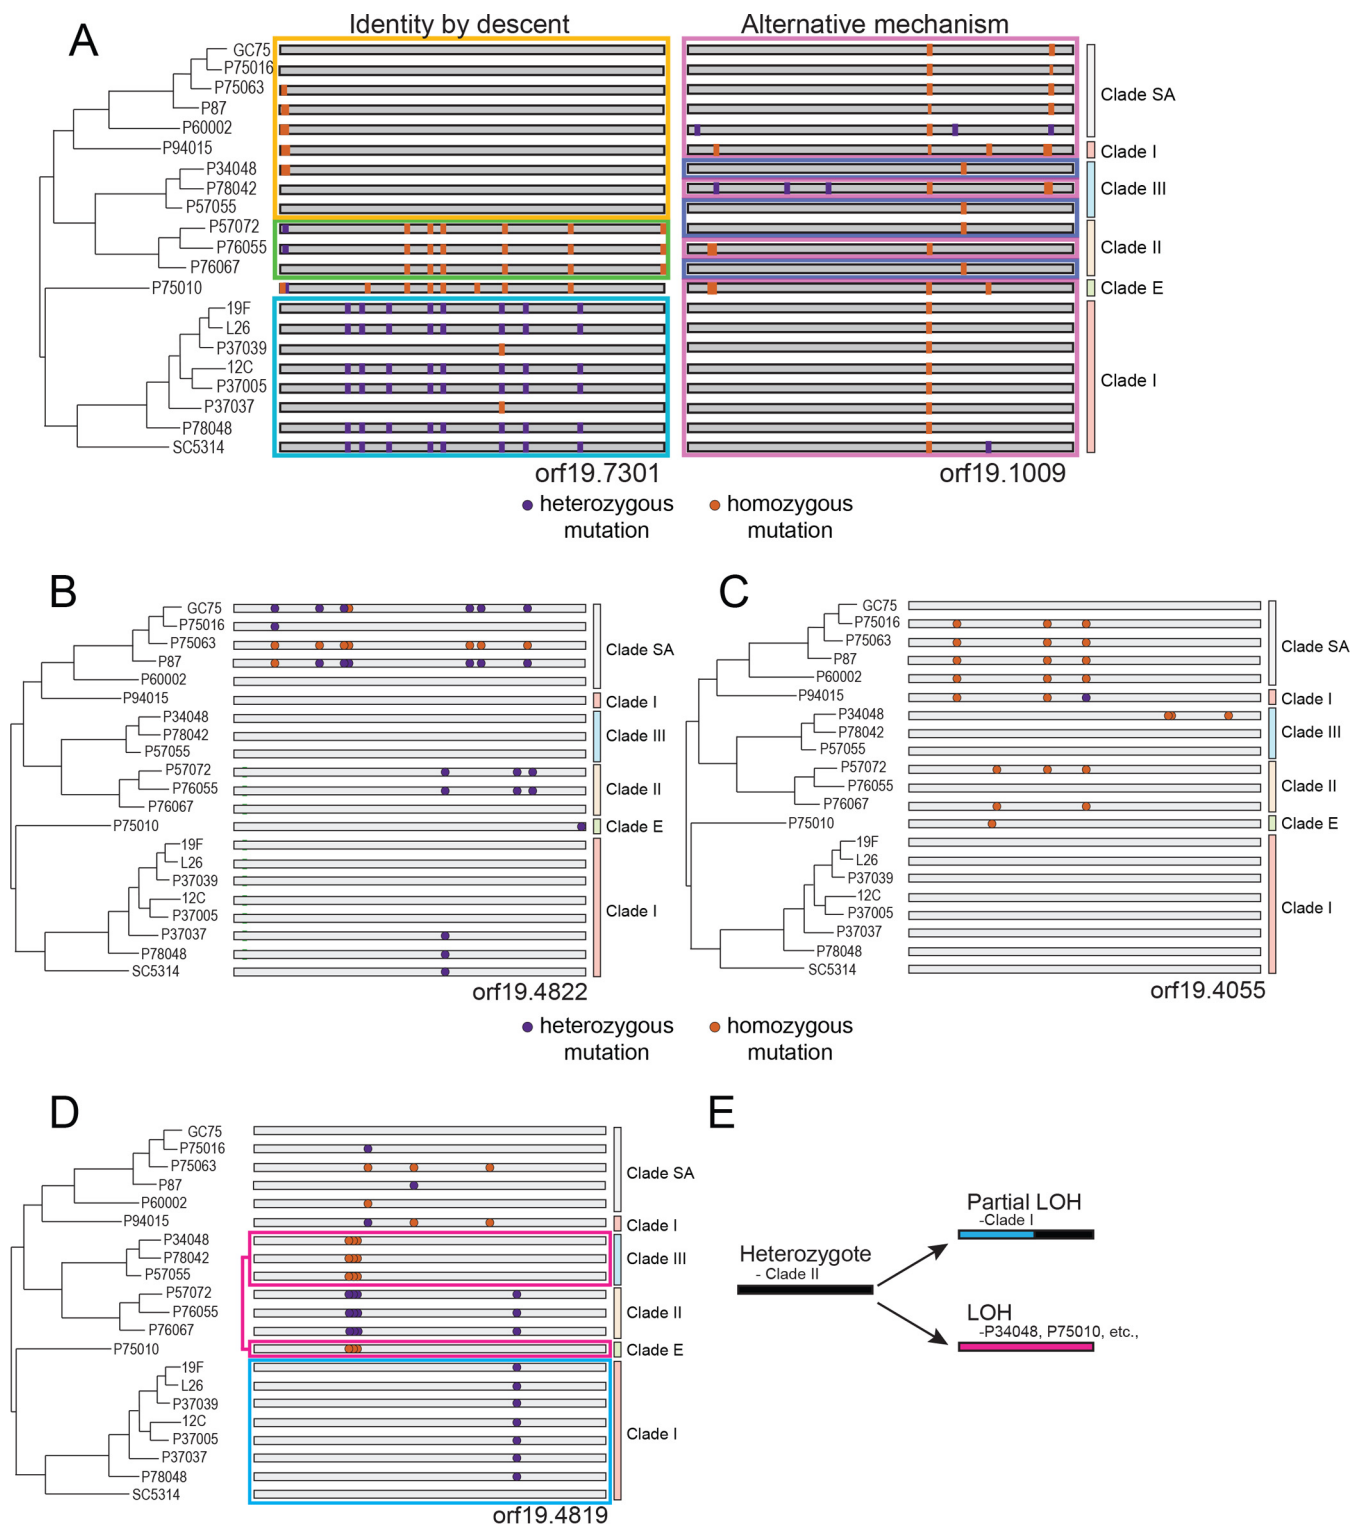 A
Identity by descent
Alternative mechanism
GC75
P75016
P75063
P87
P60002
P94015
P34048
P78042
P57055
P57072
P76055
P76067
P75010
19F
L26
P37039
12C
P37005
P37037
P78048
SC5314
Clade SA
Clade I
Clade III
Clade II
Clade E
Clade I
orf19.7301
orf19.1009
heterozygous
mutation
homozygous
mutation
B
GC75
P75016
P75063
P87
P60002
P94015
P34048
P78042
P57055
P57072
P76055
P76067
P75010
19F
L26
P37039
12C
P37005
P37037
P78048
SC5314
Clade SA
Clade I
Clade III
Clade II
Clade E
Clade I
orf19.4822
C
GC75
P75016
P75063
P87
P60002
P94015
P34048
P78042
P57055
P57072
P76055
P76067
P75010
19F
L26
P37039
12C
P37005
P37037
P78048
SC5314
Clade SA
Clade I
Clade III
Clade II
Clade E
Clade I
orf19.4055
heterozygous
mutation
homozygous
mutation
D
GC75
P75016
P75063
P87
P60002
P94015
P34048
P78042
P57055
P57072
P76055
P76067
P75010
19F
L26
P37039
12C
P37005
P37037
P78048
SC5314
Clade SA
Clade I
Clade III
Clade II
Clade E
Clade I
orf19.4819
E
Heterozygote
- Clade II
Partial LOH
-Clade I
LOH
-P34048, P75010, etc.,